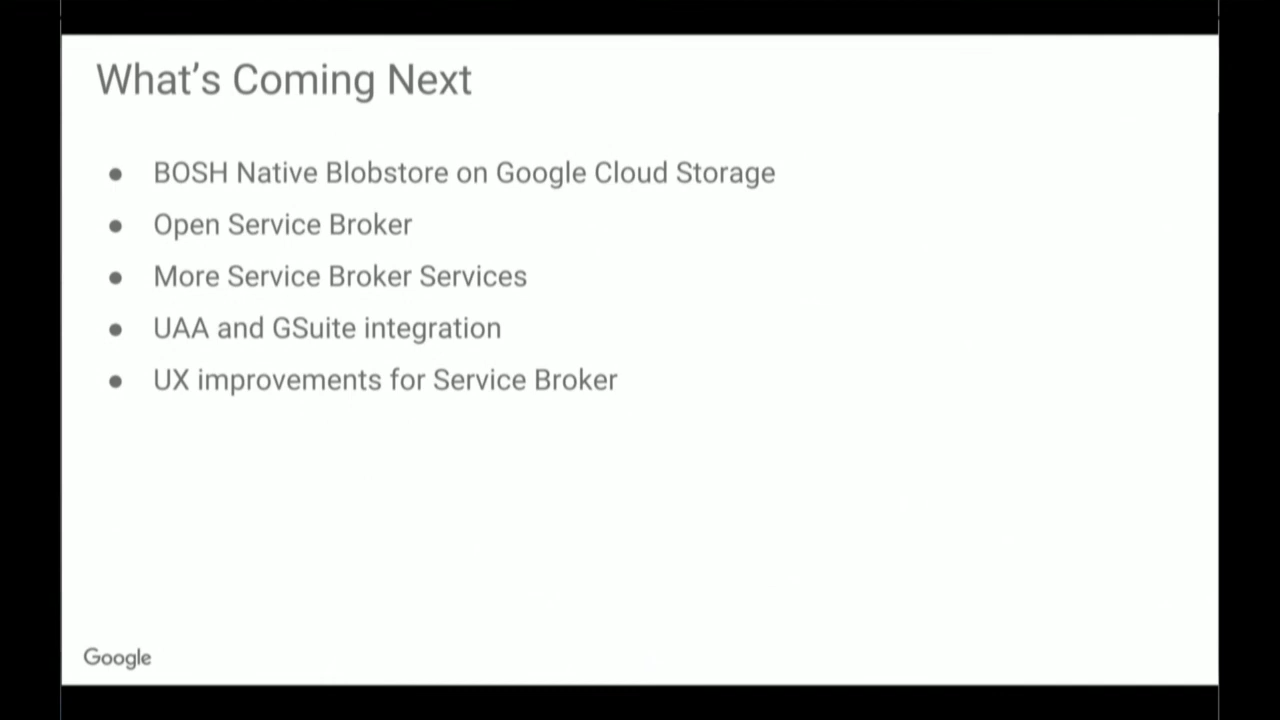 What’s Coming Next
● BOSH Native Blobstore on Google Cloud Storage
● Open Service Broker
● More Service Broker Services
● UAA and GSuite integration
● UX improvements for Service Broker
Google